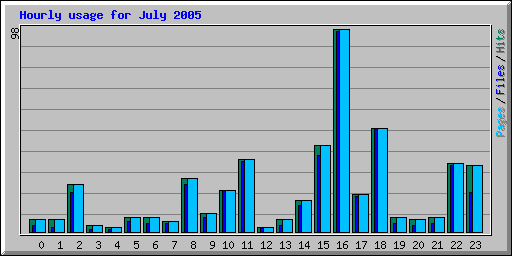 Hourly usage for July 2005
98
Pages/Files/Hits
0 1 2 3 4 5 6 7 8 9 10 11 12 13 14 15 16 17 18 19 20 21 22 23